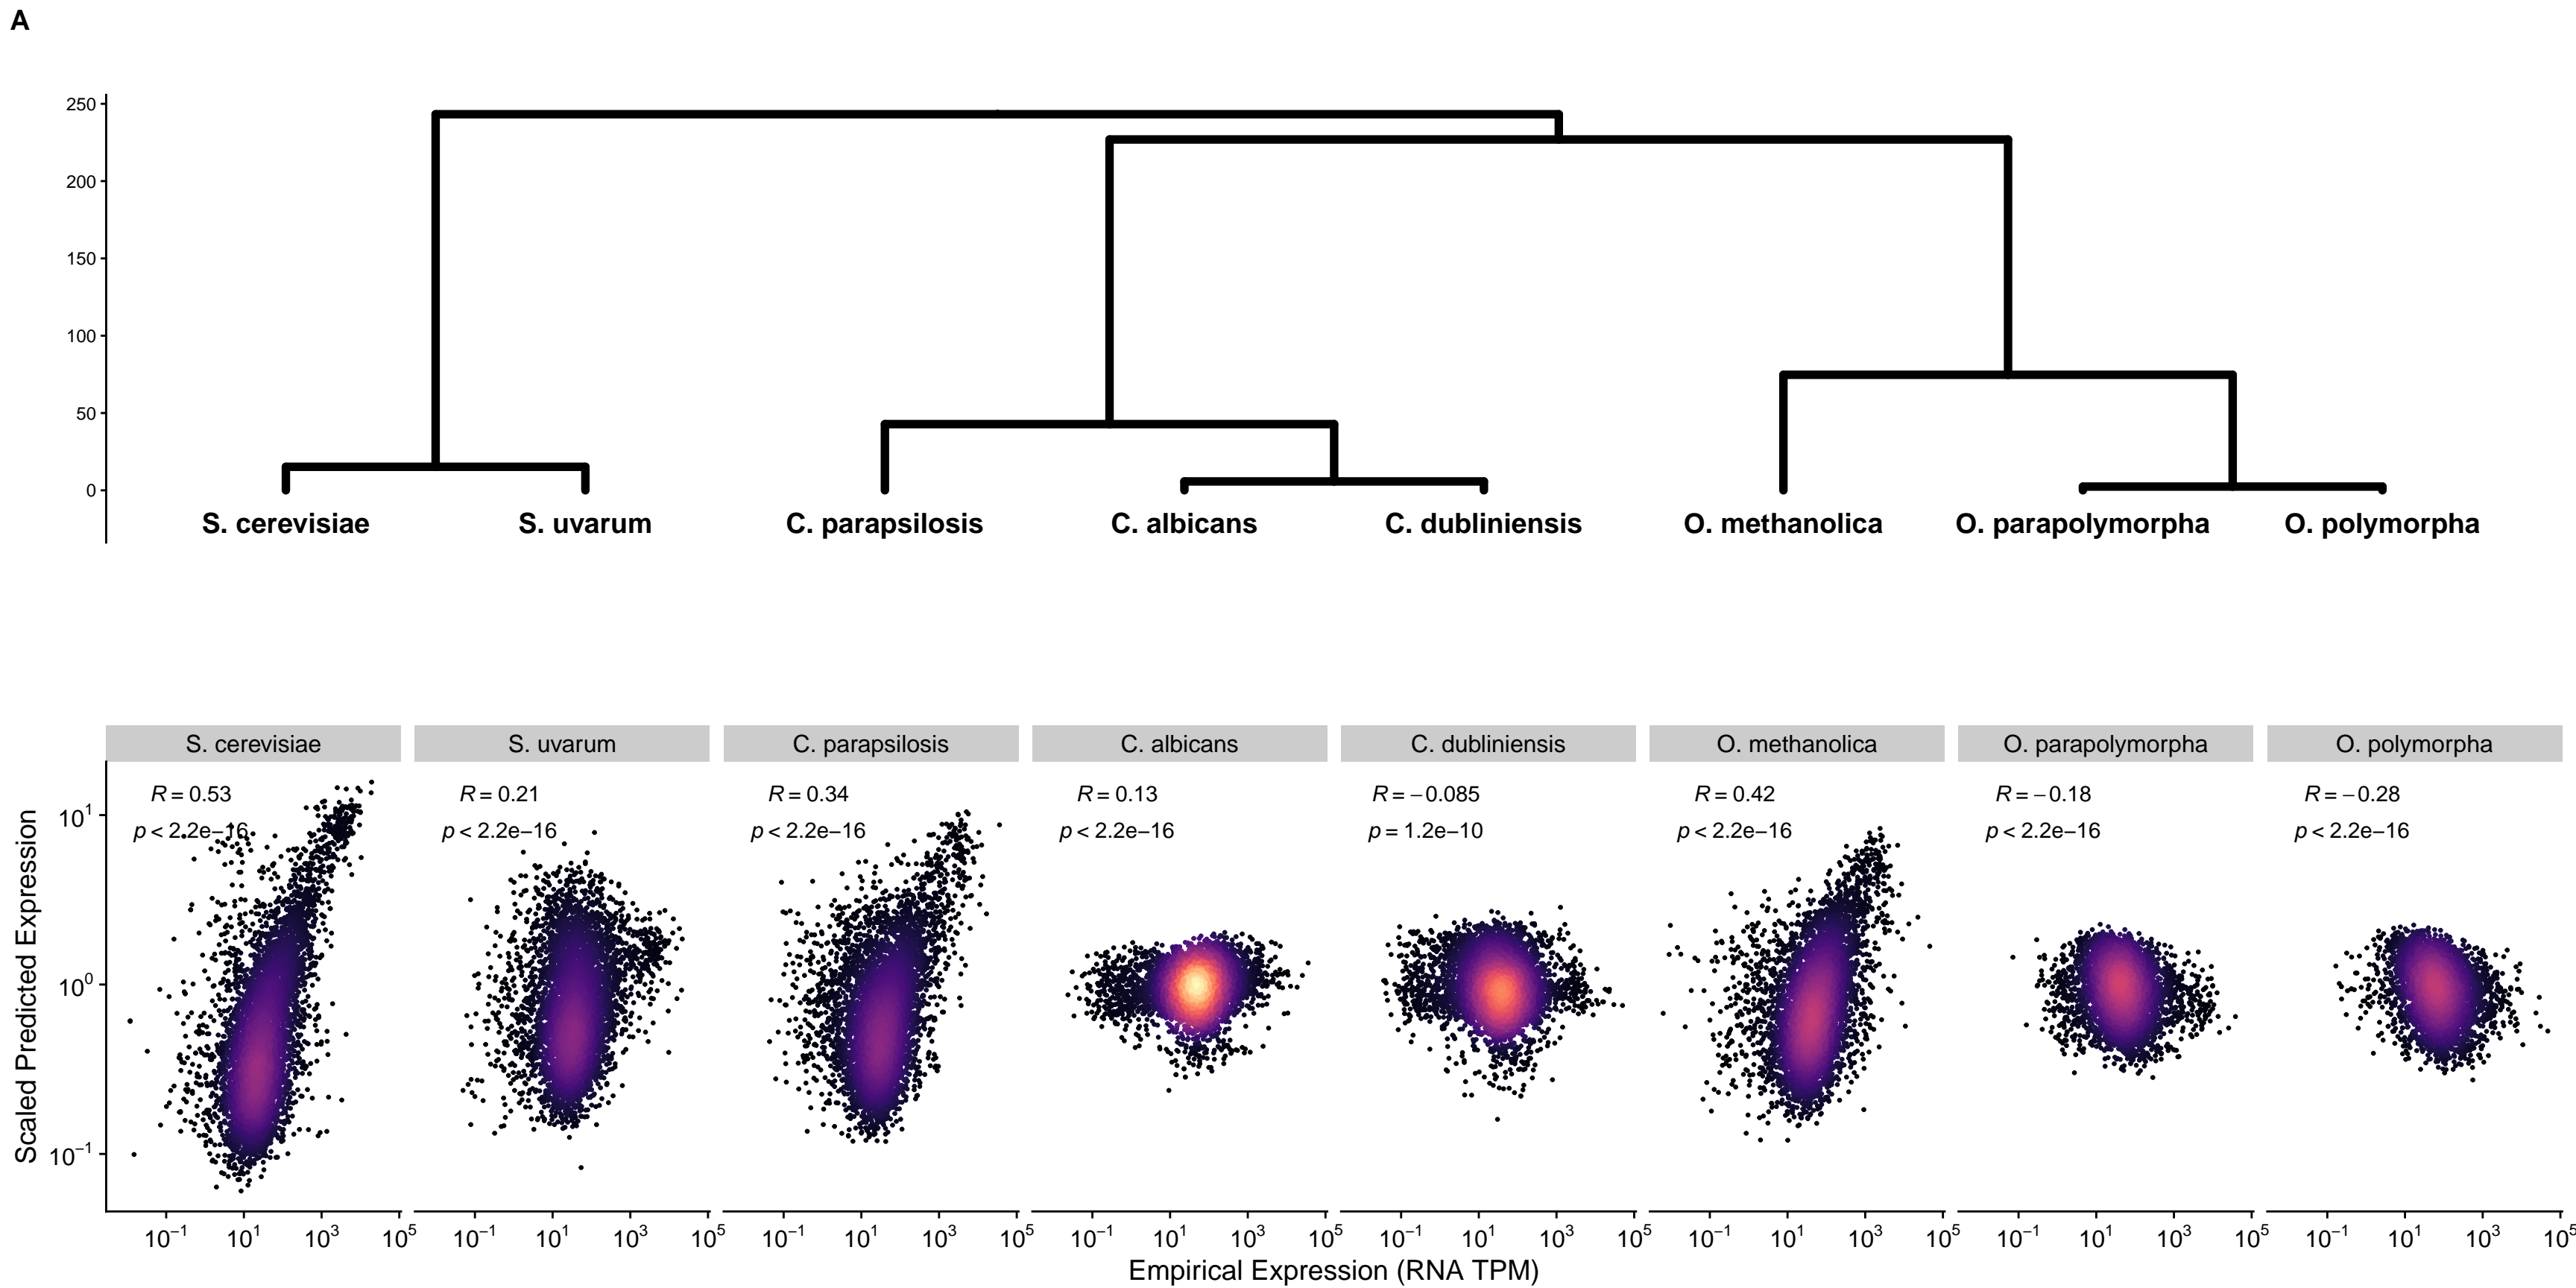 A
250
200
150
100
50
0
S. cerevisiae S. uvarum C. parapsilosis C. albicans C. dubliniensis O. methanolica O. parapolymorpha O. polymorpha
S. cerevisiae S. uvarum C. parapsilosis C. albicans C. dubliniensis O. methanolica O. parapolymorpha O. polymorpha
R = 0.53 R = 0.21 R = 0.34 R = 0.13 R = −0.085 R = 0.42 R = −0.18 R = −0.28
p < 2.2e−16 p < 2.2e−16 p < 2.2e−16 p < 2.2e−16 p = 1.2e−10 p < 2.2e−16 p < 2.2e−16 p < 2.2e−16
Scaled Predicted Expression
10¹
10⁰
10⁻¹
10⁻¹ 10¹ 10³ 10⁵ 10⁻¹ 10¹ 10³ 10⁵ 10⁻¹ 10¹ 10³ 10⁵ 10⁻¹ 10¹ 10³ 10⁵ 10⁻¹ 10¹ 10³ 10⁵ 10⁻¹ 10¹ 10³ 10⁵ 10⁻¹ 10¹ 10³ 10⁵ 10⁻¹ 10¹ 10³ 10⁵
Empirical Expression (RNA TPM)